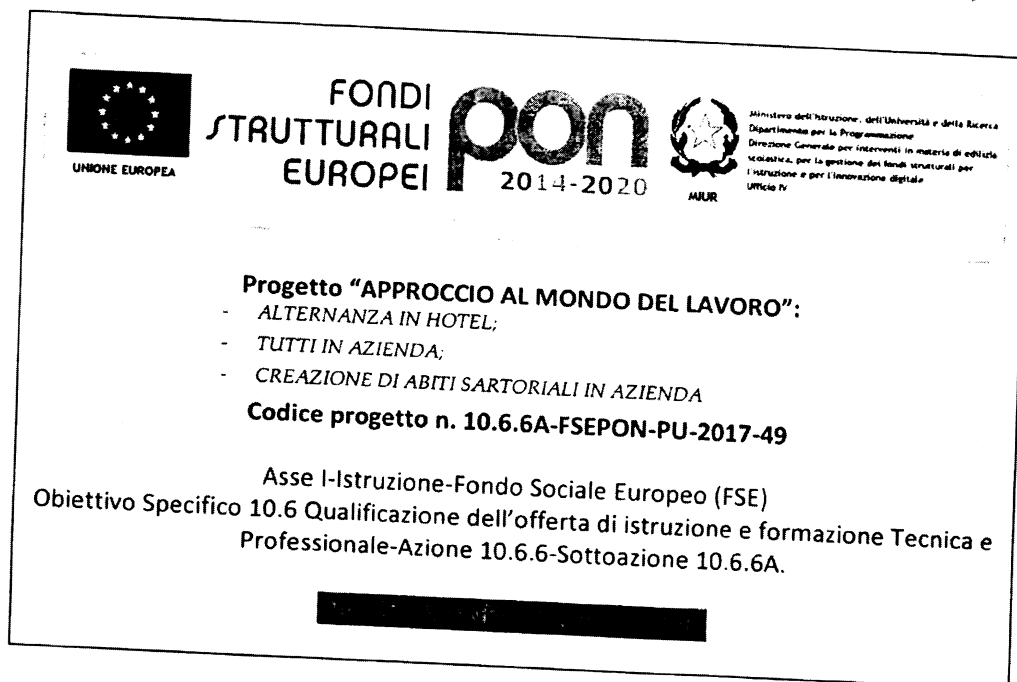 UNIONE EUROPEA
FONDI
STRUTTURALI
EUROPEI
pon
2014-2020
MIUR
Ministero dell'Istruzione, dell'Università e della Ricerca
Dipartimento per la Programmazione
Direzione Generale per interventi in materia di edilizia
scolastica, per la gestione dei fondi strutturali per
l'istruzione e per l'innovazione digitale
Ufficio IV
Progetto “APPROCCIO AL MONDO DEL LAVORO”:
- ALTERNANZA IN HOTEL;
- TUTTI IN AZIENDA;
- CREAZIONE DI ABITI SARTORIALI IN AZIENDA
Codice progetto n. 10.6.6A-FSEPON-PU-2017-49
Asse I-Istruzione-Fondo Sociale Europeo (FSE)
Obiettivo Specifico 10.6 Qualificazione dell’offerta di istruzione e formazione Tecnica e
Professionale-Azione 10.6.6-Sottoazione 10.6.6A.